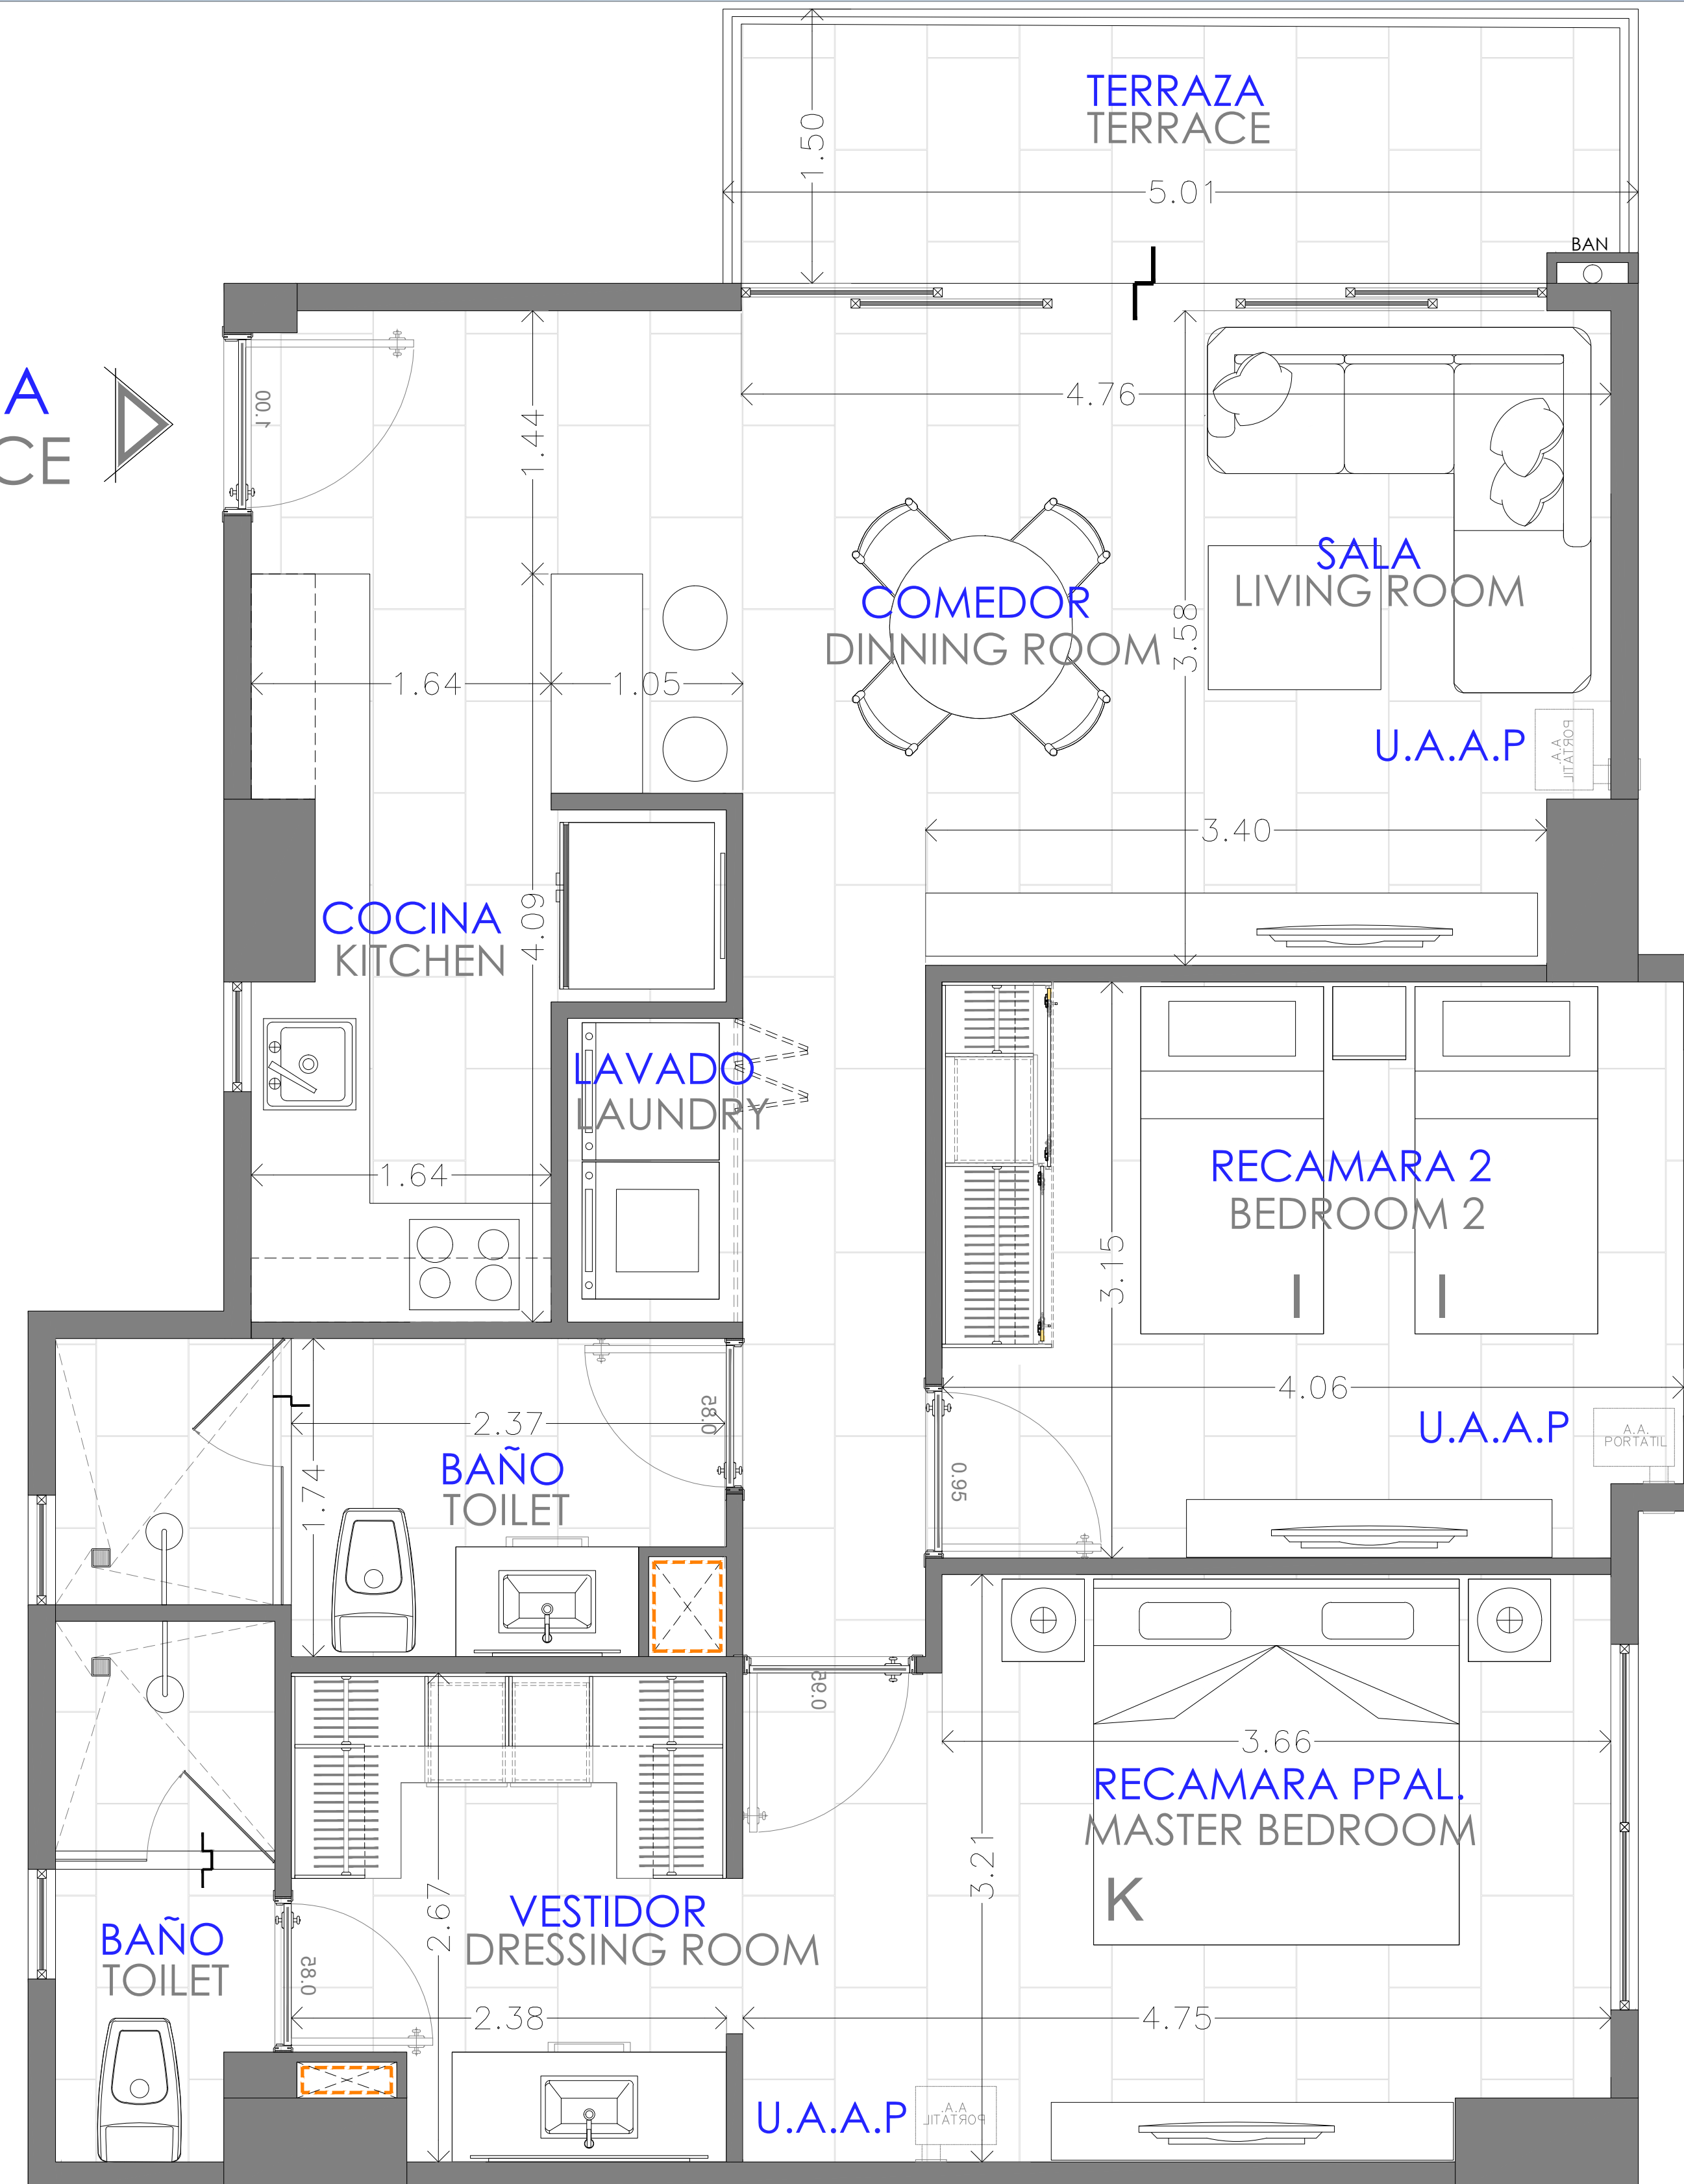 TERRAZA
TERRACE
1.50
5.01
BAN
A
CE
1.00
1.44
4.76
SALA
LIVING ROOM
COMEDOR
DINNING ROOM
3.58
1.64
1.05
U.A.A.P
A.A.
PORTATIL
3.40
COCINA
KITCHEN
4.09
LAVADO
LAUNDRY
1.64
RECAMARA 2
BEDROOM 2
3.15
4.06
U.A.A.P
A.A.
PORTATIL
2.37
0.85
BAÑO
TOILET
1.74
0.95
0.95
3.66
RECAMARA PPAL.
MASTER BEDROOM
K
3.21
VESTIDOR
DRESSING ROOM
2.67
BAÑO
TOILET
0.85
2.38
4.75
U.A.A.P
A.A.
PORTATIL